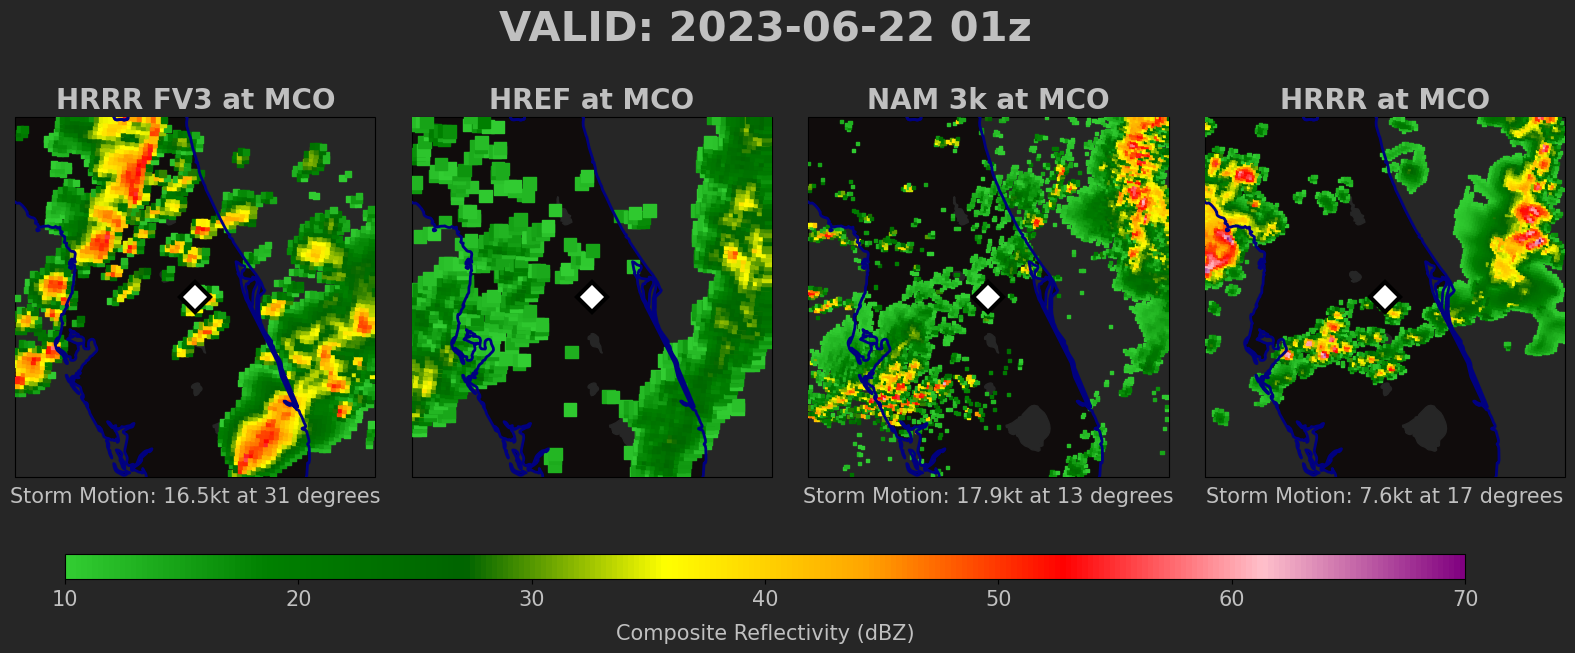 VALID: 2023-06-22 01z
HRRR FV3 at MCO
HREF at MCO
NAM 3k at MCO
HRRR at MCO
Storm Motion: 16.5kt at 31 degrees
Storm Motion: 17.9kt at 13 degrees
Storm Motion: 7.6kt at 17 degrees
10 20 30 40 50 60 70
Composite Reflectivity (dBZ)